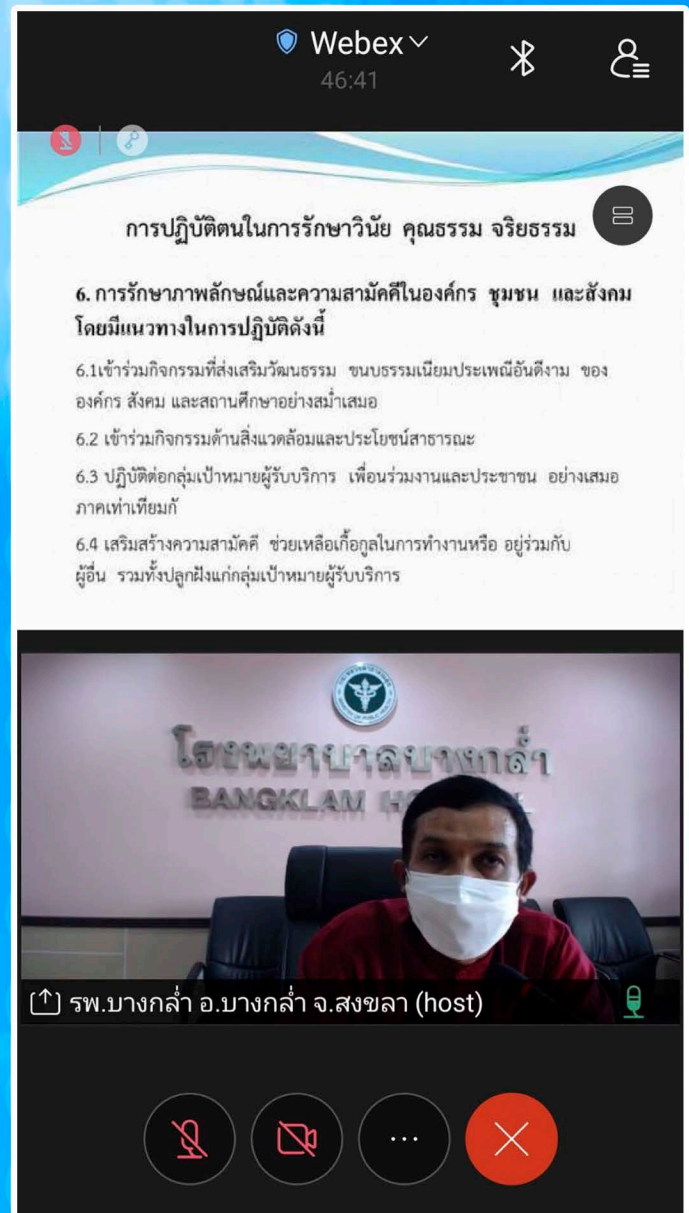 Webex
46:41
การปฏิบัติตนในการรักษาวินัย คุณธรรม จริยธรรม
6. การรักษาภาพลักษณ์และความสามัคคีในองค์กร ชุมชน และสังคม
โดยมีแนวทางในการปฏิบัติดังนี้
6.1เข้าร่วมกิจกรรมที่ส่งเสริมวัฒนธรรม ขนบธรรมเนียมประเพณีอันดีงาม ของ
องค์กร สังคม และสถานศึกษาอย่างสม่ำเสมอ
6.2 เข้าร่วมกิจกรรมด้านสิ่งแวดล้อมและประโยชน์สาธารณะ
6.3 ปฏิบัติต่อกลุ่มเป้าหมายผู้รับบริการ เพื่อนร่วมงานและประชาชน อย่างเสมอ
ภาคเท่าเทียมกั
6.4 เสริมสร้างความสามัคคี ช่วยเหลือเกื้อกูลในการทำงานหรือ อยู่ร่วมกับ
ผู้อื่น รวมทั้งปลูกฝังแก่กลุ่มเป้าหมายผู้รับบริการ
โรงพยาบาลบางกล่ำ
BANGKLAM
รพ.บางกล่ำ อ.บางกล่ำ จ.สงขลา (host)